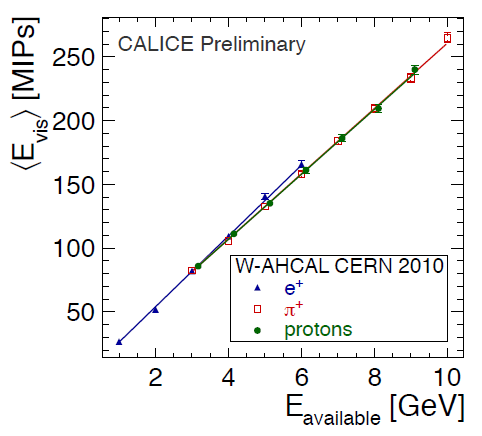 ⟨E_vis⟩ [MIPs]
CALICE Preliminary
250
200
150
100
50
W-AHCAL CERN 2010
e⁺
π⁺
protons
2 4 6 8 10
E_available [GeV]